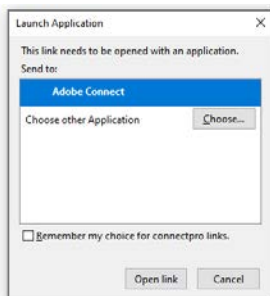 Launch Application
This link needs to be opened with an application.
Send to:
Adobe Connect
Choose other Application
Choose...
Remember my choice for connectpro links.
Open link
Cancel